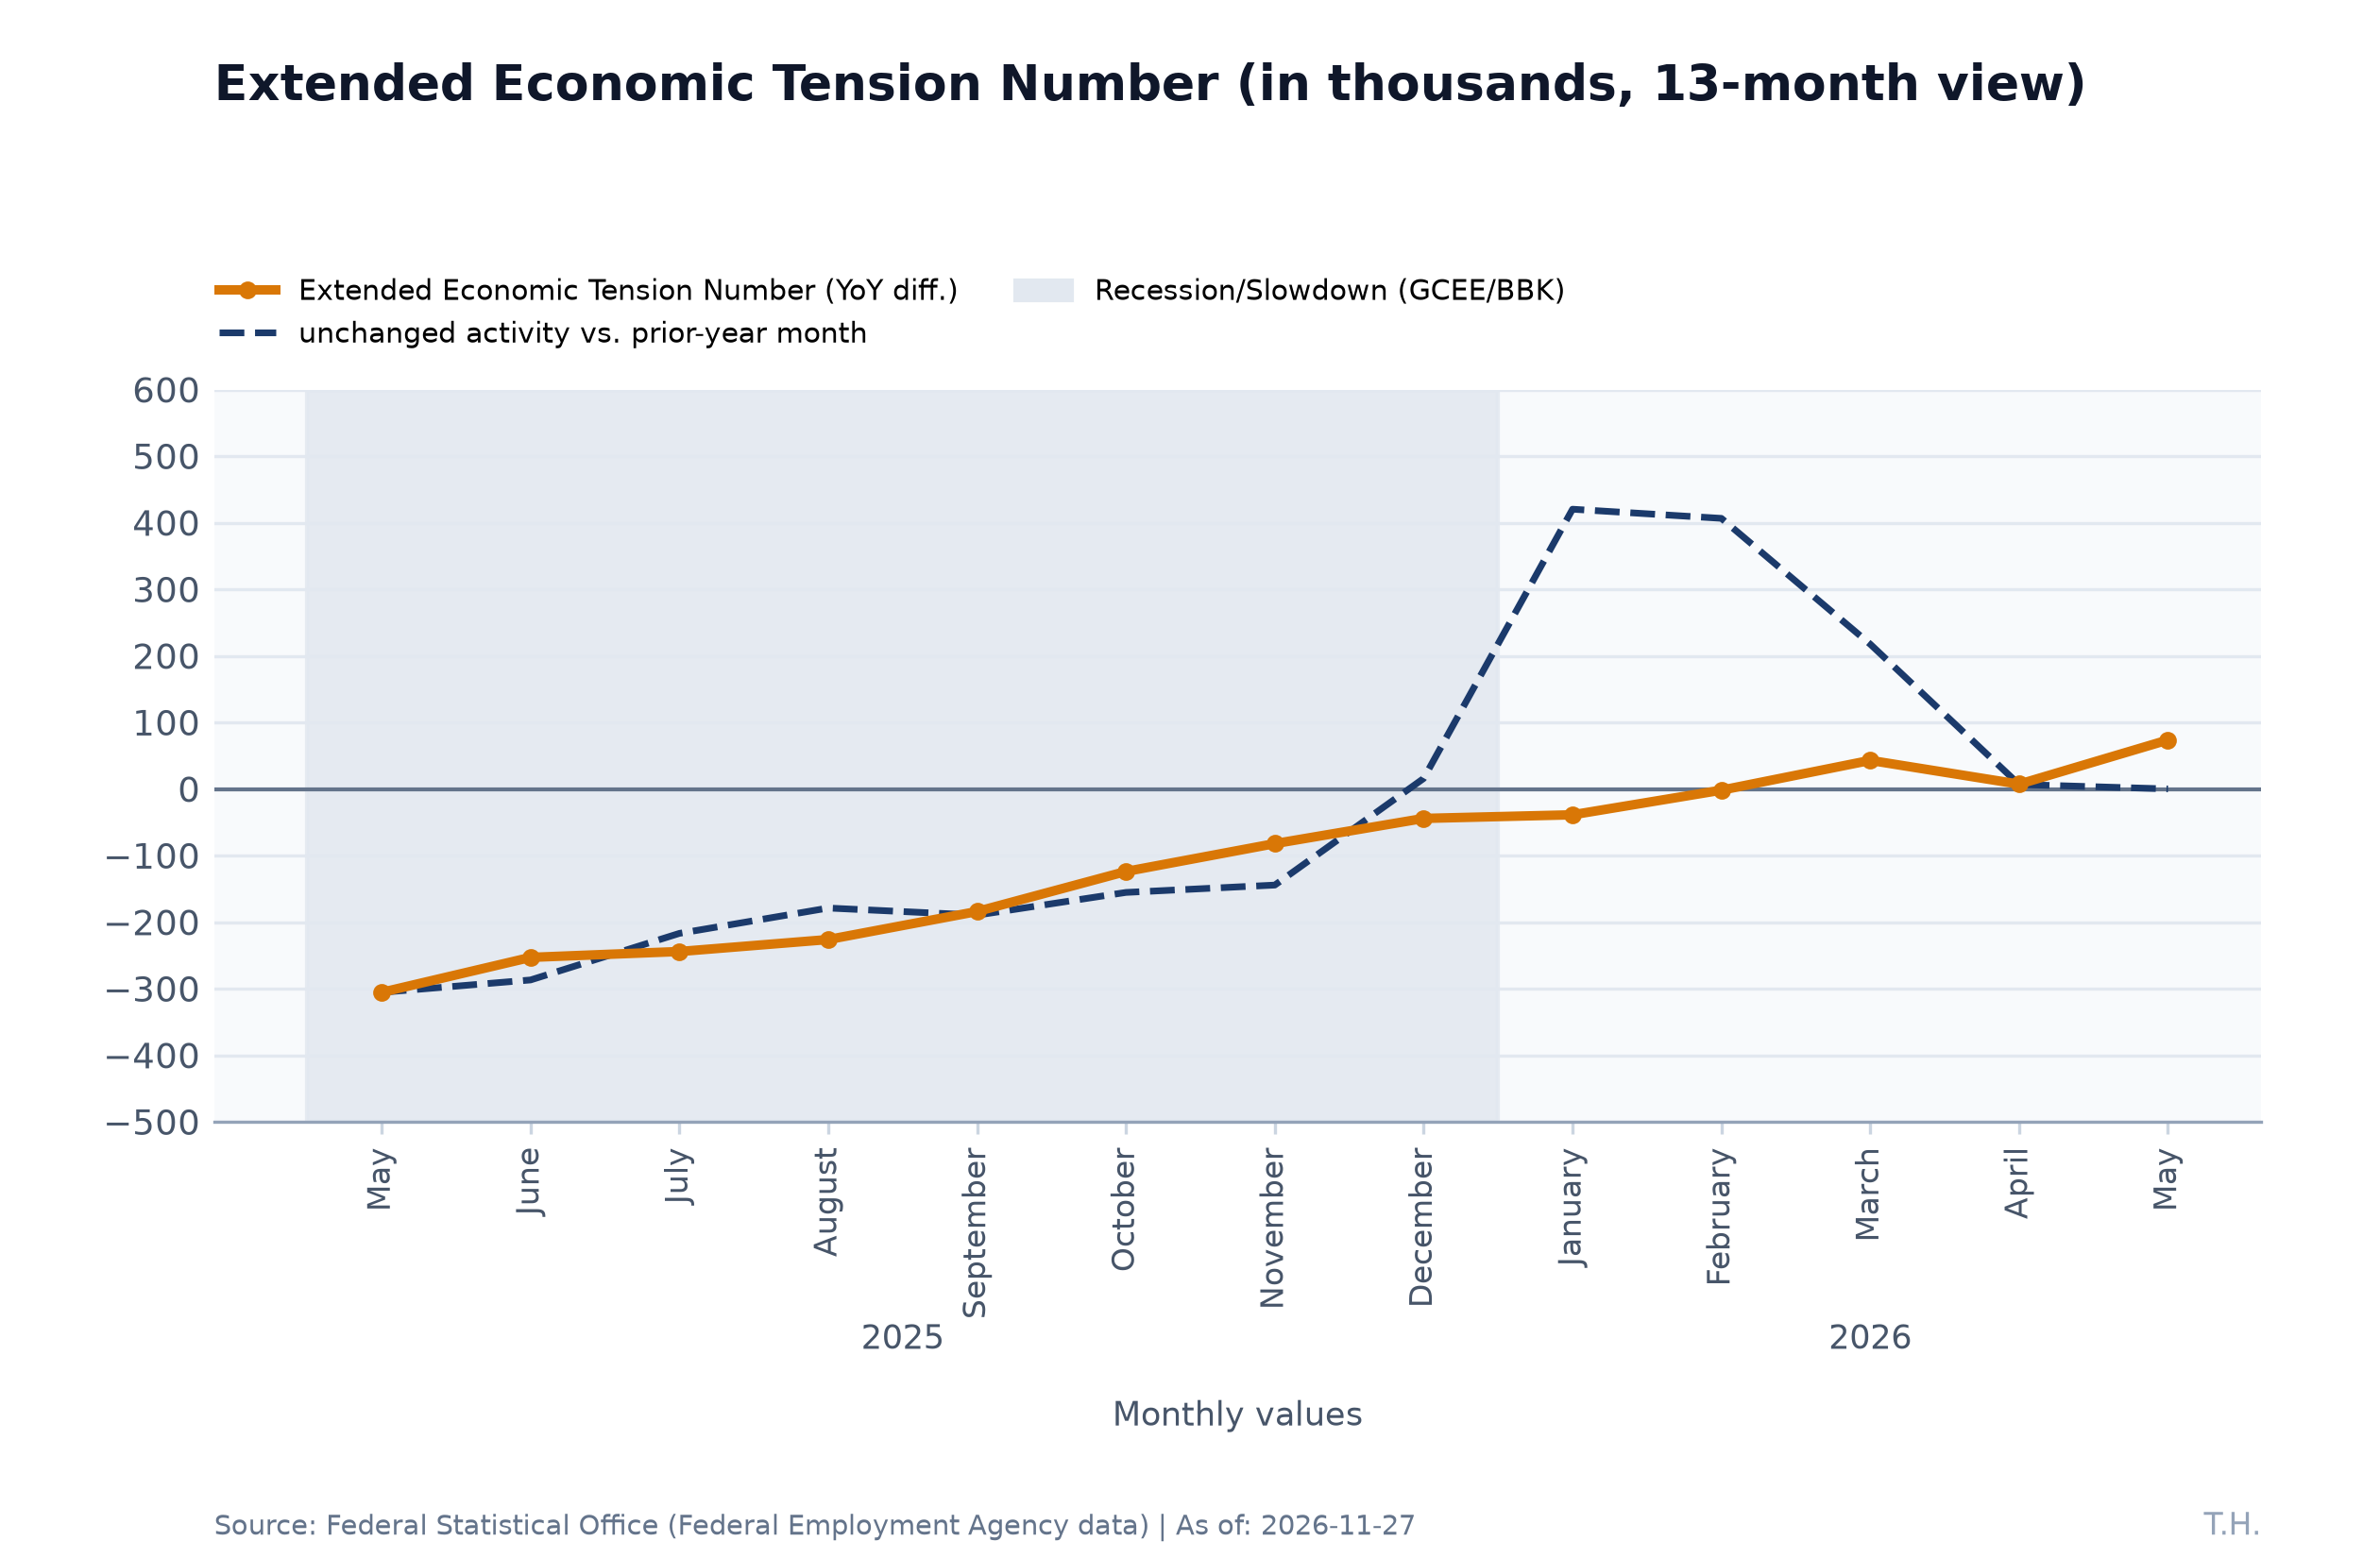 Extended Economic Tension Number (in thousands, 13-month view)
Extended Economic Tension Number (YoY diff.)
unchanged activity vs. prior-year month
Recession/Slowdown (GCEE/BBK)
600
500
400
300
200
100
0
−100
−200
−300
−400
−500
May
June
July
August
September
October
November
December
January
February
March
April
May
2025
2026
Monthly values
Source: Federal Statistical Office (Federal Employment Agency data) | As of: 2026-11-27
T.H.